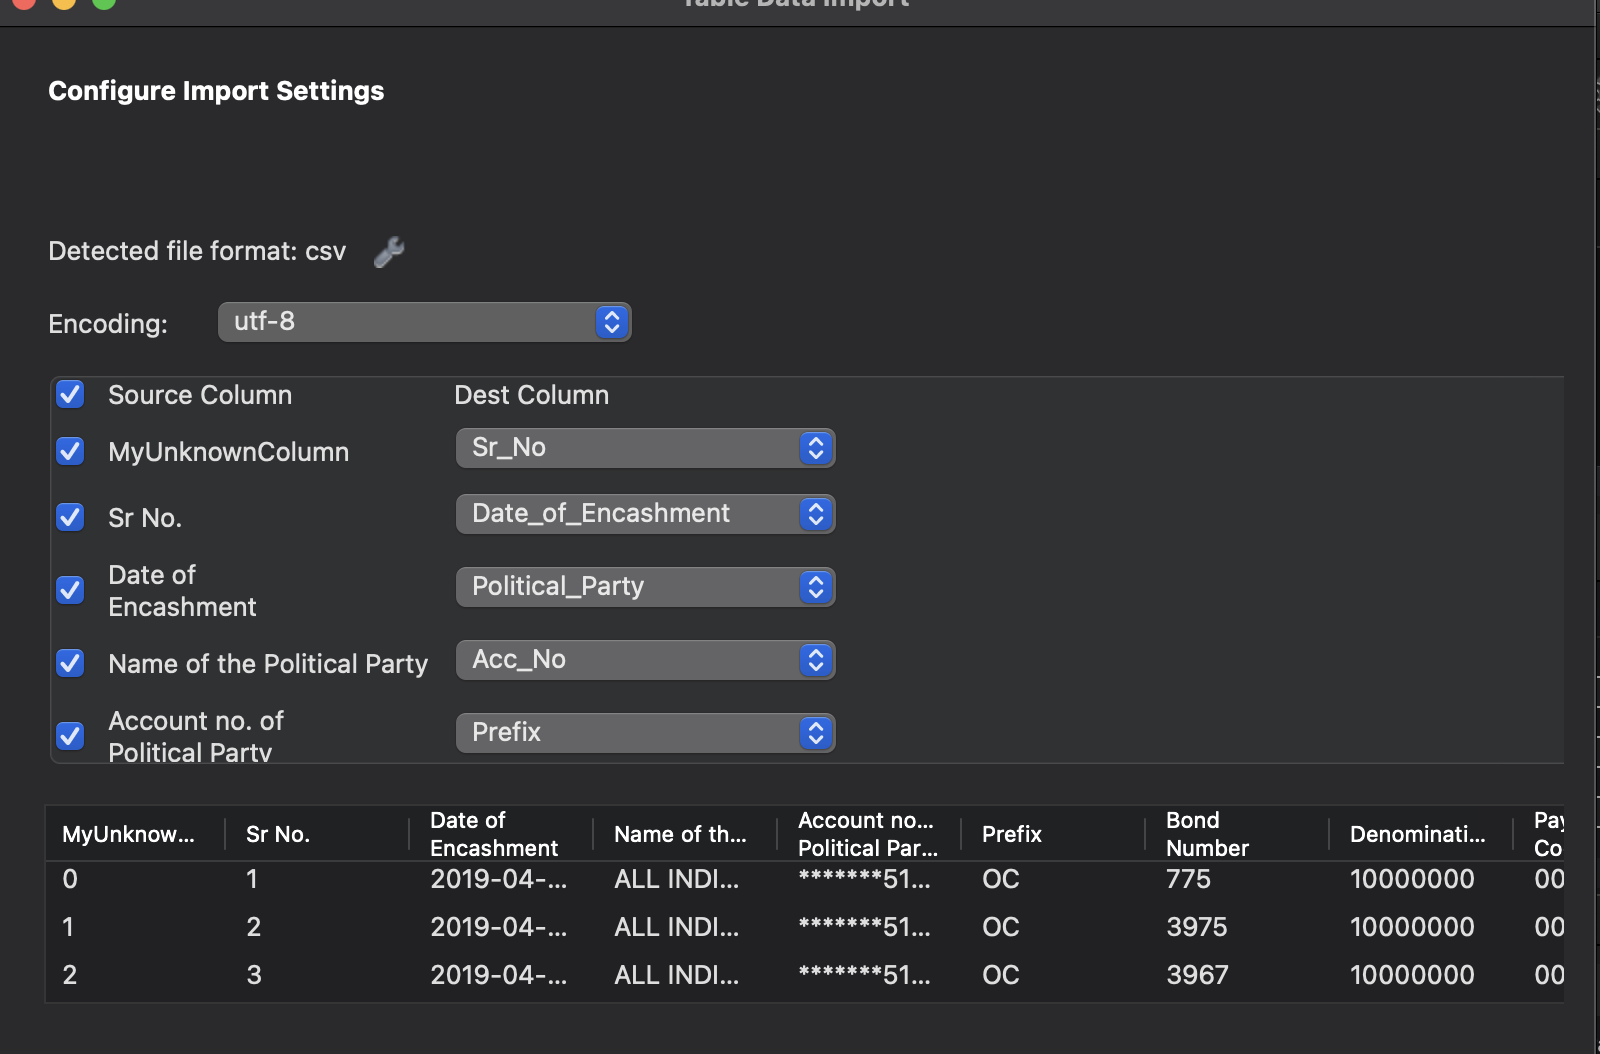 Table Data Import
Configure Import Settings
Detected file format: csv
Encoding: utf-8
Source Column Dest Column
MyUnknownColumn Sr_No
Sr No. Date_of_Encashment
Date of
Encashment
Political_Party
Name of the Political Party Acc_No
Account no. of
Political Party
Prefix
MyUnknow... Sr No. Date of Encashment Name of th... Account no... Political Par... Prefix Bond Number Denominati...
0 1 2019-04-... ALL INDI... *******51... OC 775 10000000 00
1 2 2019-04-... ALL INDI... *******51... OC 3975 10000000 00
2 3 2019-04-... ALL INDI... *******51... OC 3967 10000000 00